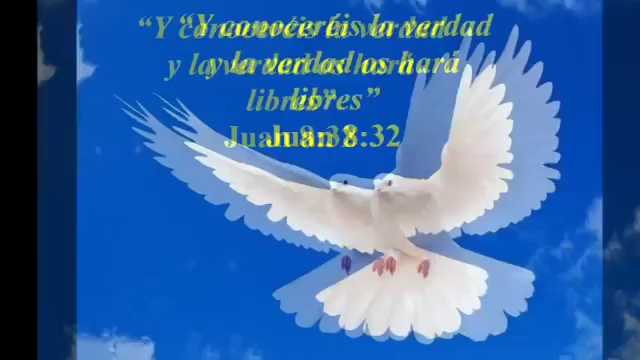 “Y conoceréis la verdad
y la verdad os hará
libres”
Juan 8:32